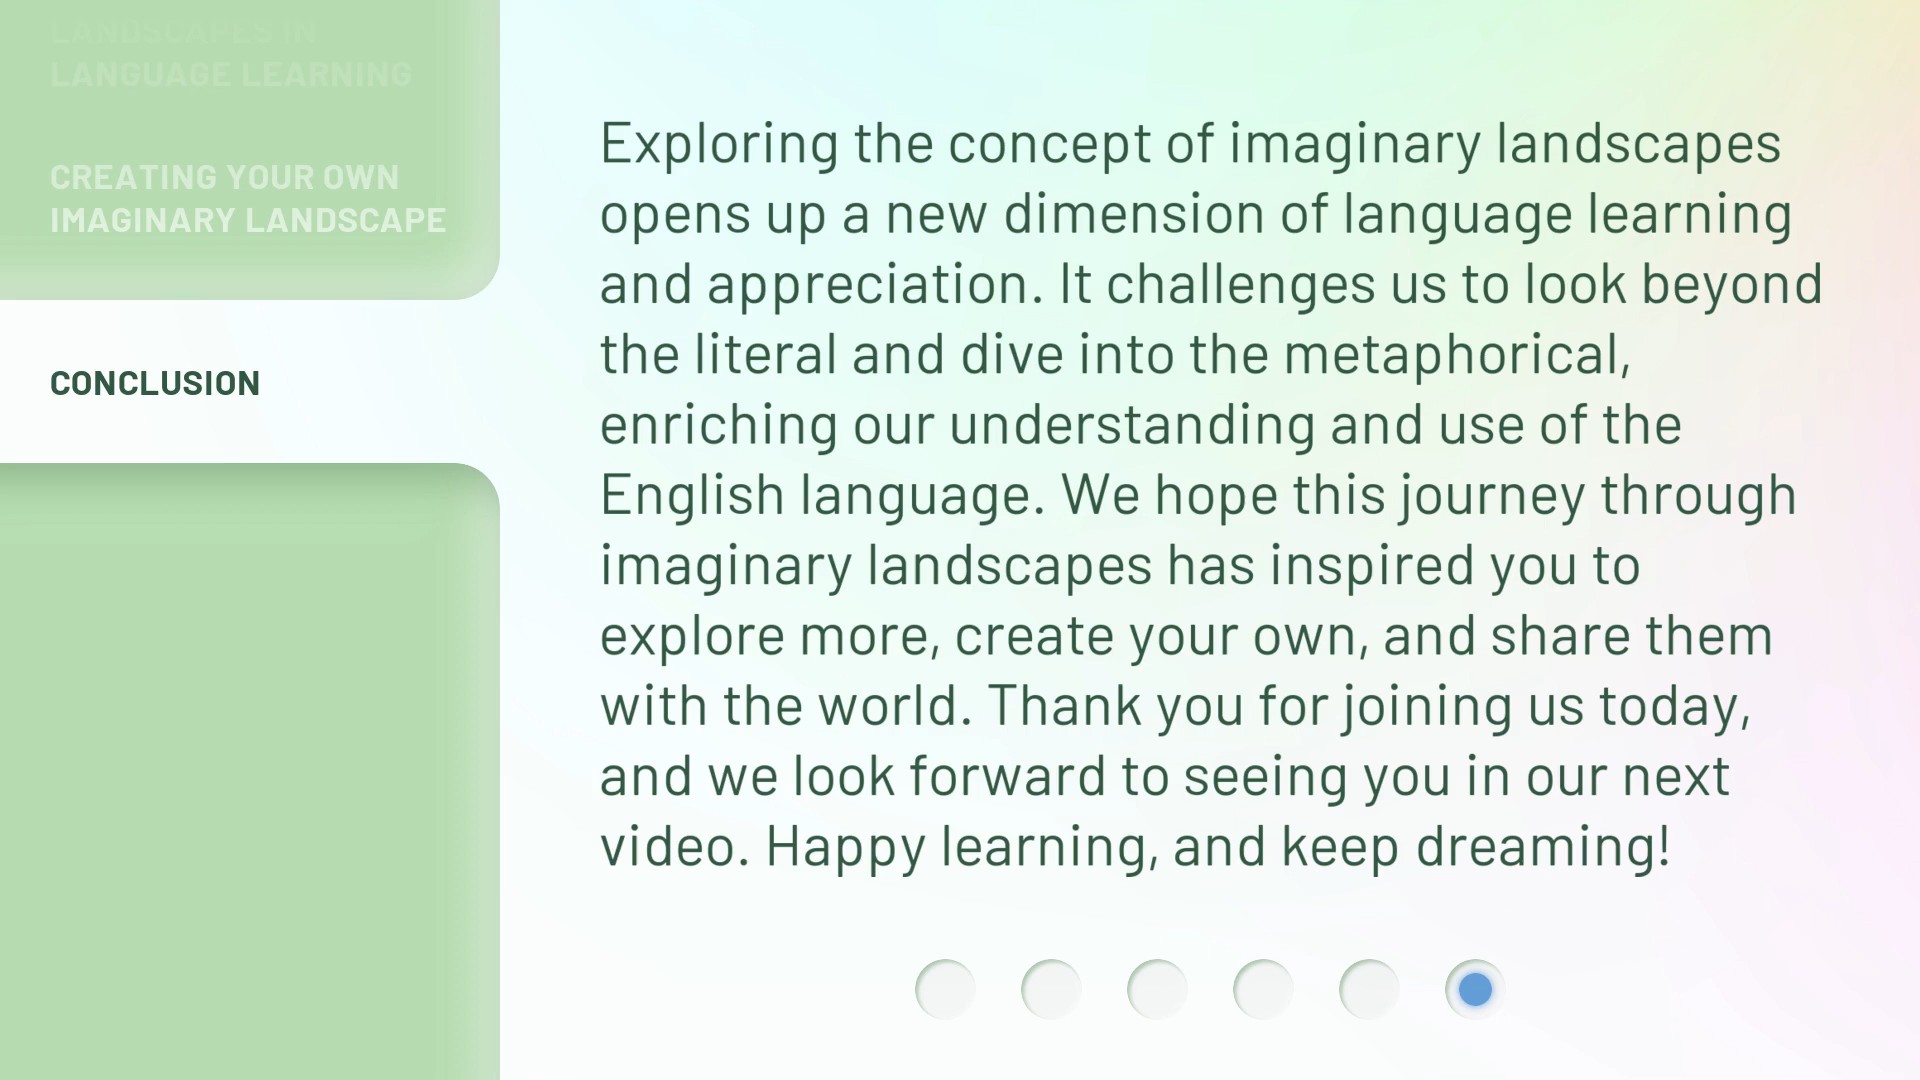 LANDSCAPES IN
LANGUAGE LEARNING
CREATING YOUR OWN
IMAGINARY LANDSCAPE
CONCLUSION
Exploring the concept of imaginary landscapes
opens up a new dimension of language learning
and appreciation. It challenges us to look beyond
the literal and dive into the metaphorical,
enriching our understanding and use of the
English language. We hope this journey through
imaginary landscapes has inspired you to
explore more, create your own, and share them
with the world. Thank you for joining us today,
and we look forward to seeing you in our next
video. Happy learning, and keep dreaming!